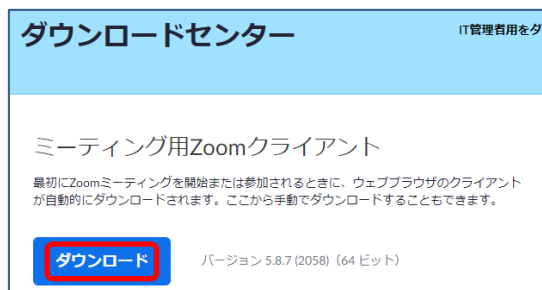 ダウンロードセンター
IT管理者用をダ
ミーティング用Zoomクライアント
最初にZoomミーティングを開始または参加されるときに、ウェブブラウザのクライアント
が自動的にダウンロードされます。ここから手動でダウンロードすることもできます。
ダウンロード
バージョン 5.8.7 (2058)（64 ビット）